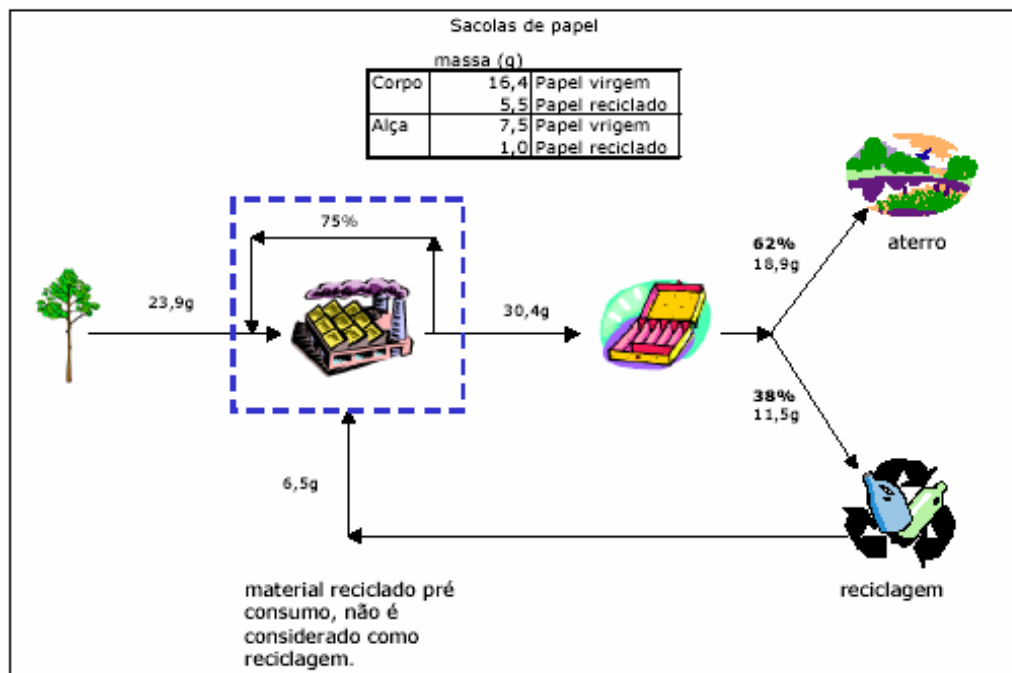 Sacolas de papel
massa (g)
Corpo 16,4 Papel virgem
5,5 Papel reciclado
Alça 7,5 Papel vrigem
1,0 Papel reciclado
75%
23,9g
30,4g
62%
18,9g
aterro
38%
11,5g
6,5g
reciclagem
material reciclado pré
consumo, não é
considerado como
reciclagem.